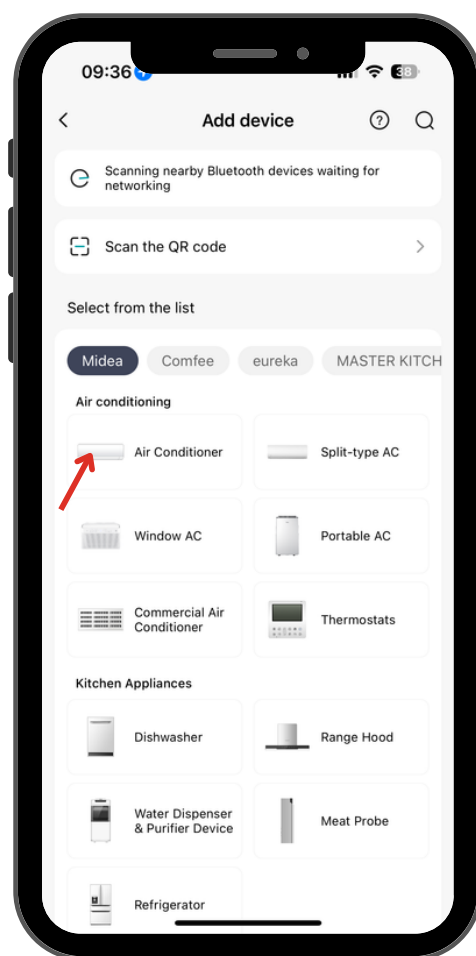 09:36
38
Add device
?
Scanning nearby Bluetooth devices waiting for
networking
Scan the QR code
Select from the list
Midea
Comfee
eureka
MASTER KITCH
Air conditioning
Air Conditioner
Split-type AC
Window AC
Portable AC
Commercial Air
Conditioner
Thermostats
Kitchen Appliances
Dishwasher
Range Hood
Water Dispenser
& Purifier Device
Meat Probe
Refrigerator